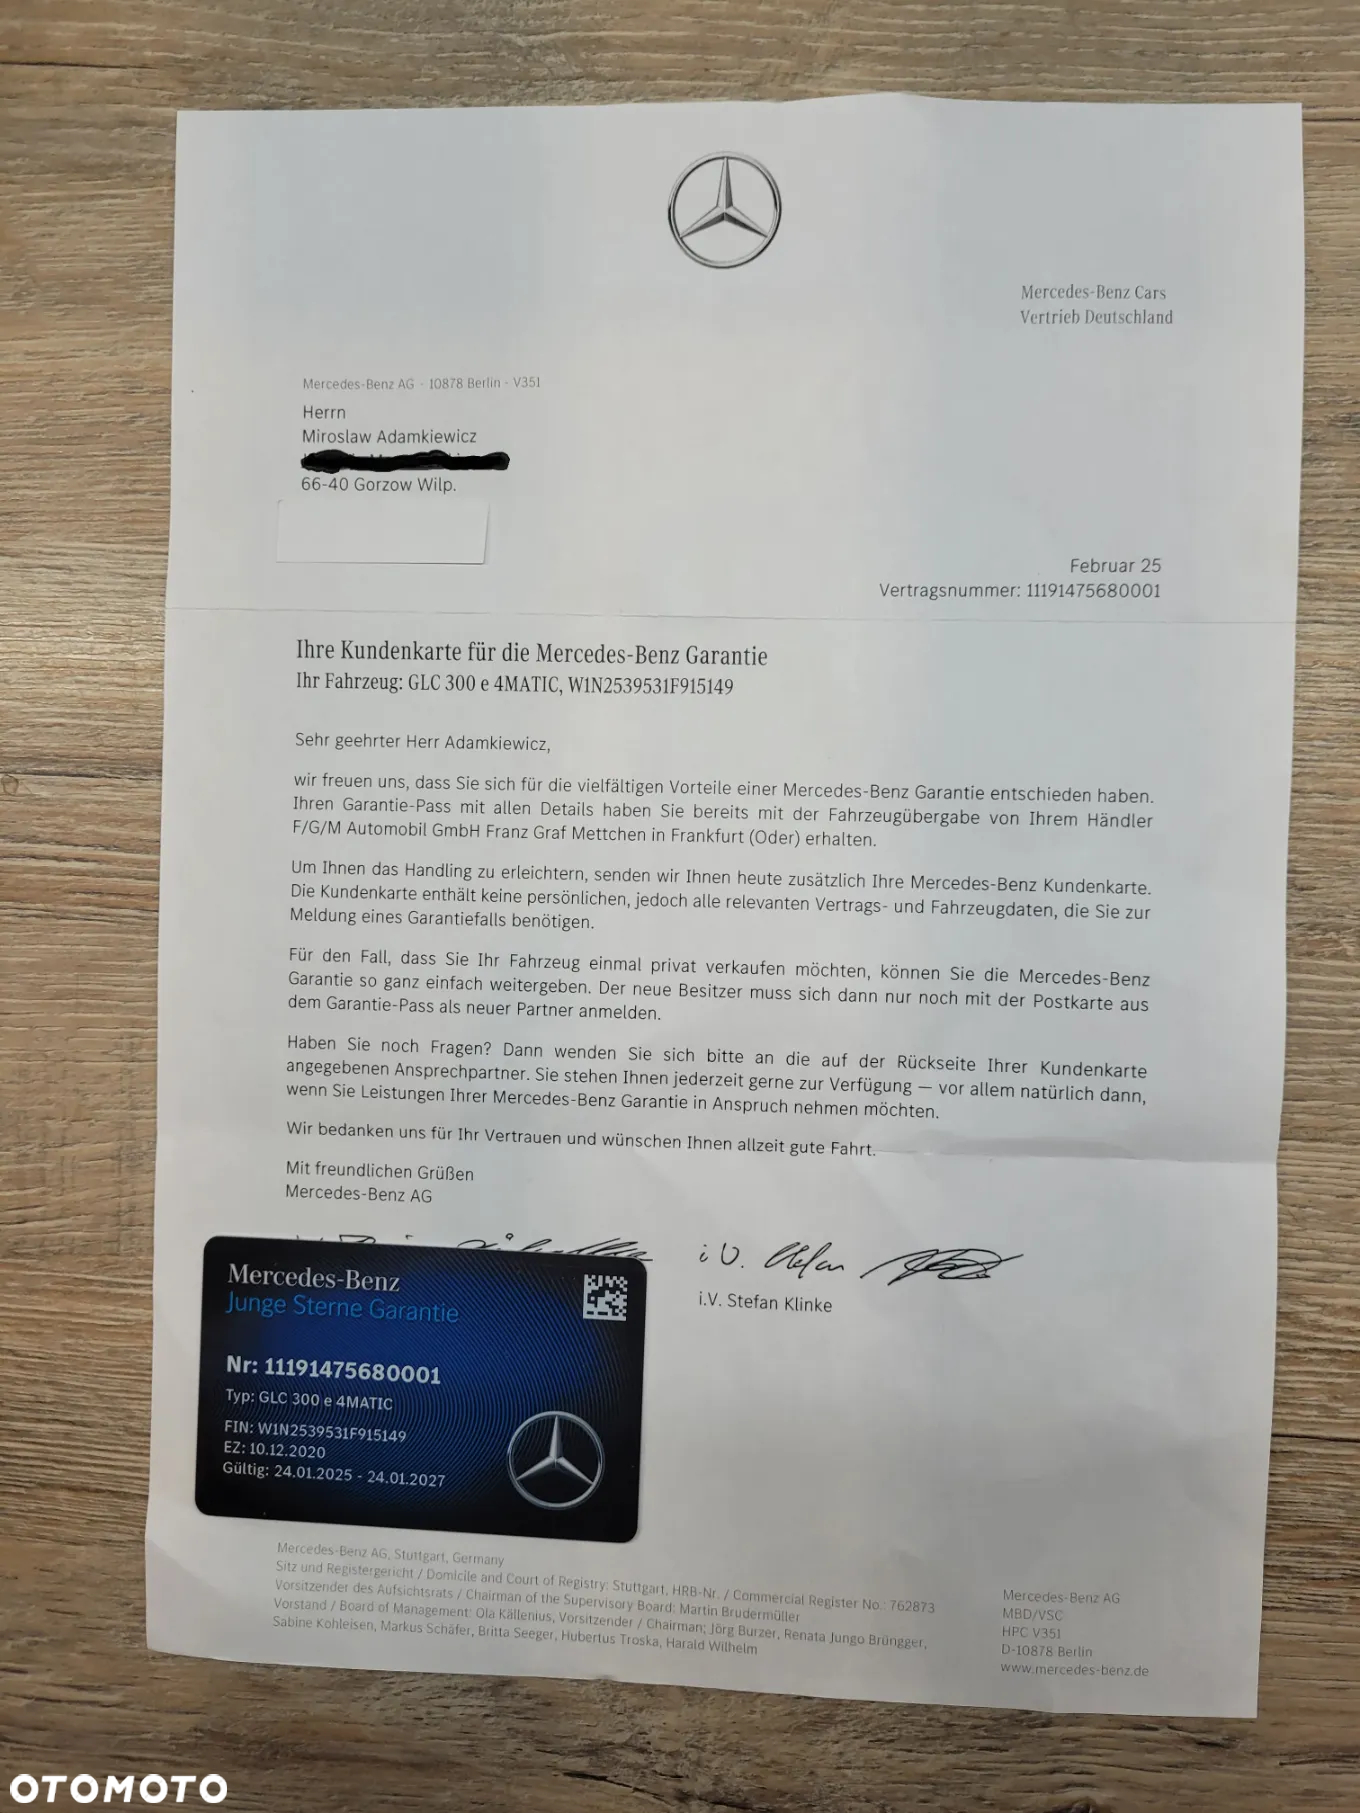 Mercedes-Benz Cars
Vertrieb Deutschland
Mercedes-Benz AG · 10878 Berlin · V351
Herrn
Miroslaw Adamkiewicz
66-40 Gorzow Wilp.
Februar 25
Vertragsnummer: 11191475680001
Ihre Kundenkarte für die Mercedes-Benz Garantie
Ihr Fahrzeug: GLC 300 e 4MATIC, W1N2539531F915149
Sehr geehrter Herr Adamkiewicz,
wir freuen uns, dass Sie sich für die vielfältigen Vorteile einer Mercedes-Benz Garantie entschieden haben.
Ihren Garantie-Pass mit allen Details haben Sie bereits mit der Fahrzeugübergabe von Ihrem Händler
F/G/M Automobil GmbH Franz Graf Mettchen in Frankfurt (Oder) erhalten.
Um Ihnen das Handling zu erleichtern, senden wir Ihnen heute zusätzlich Ihre Mercedes-Benz Kundenkarte.
Die Kundenkarte enthält keine persönlichen, jedoch alle relevanten Vertrags- und Fahrzeugdaten, die Sie zur
Meldung eines Garantiefalls benötigen.
Für den Fall, dass Sie Ihr Fahrzeug einmal privat verkaufen möchten, können Sie die Mercedes-Benz
Garantie so ganz einfach weitergeben. Der neue Besitzer muss sich dann nur noch mit der Postkarte aus
dem Garantie-Pass als neuer Partner anmelden.
Haben Sie noch Fragen? Dann wenden Sie sich bitte an die auf der Rückseite Ihrer Kundenkarte
angegebenen Ansprechpartner. Sie stehen Ihnen jederzeit gerne zur Verfügung — vor allem natürlich dann,
wenn Sie Leistungen Ihrer Mercedes-Benz Garantie in Anspruch nehmen möchten.
Wir bedanken uns für Ihr Vertrauen und wünschen Ihnen allzeit gute Fahrt.
Mit freundlichen Grüßen
Mercedes-Benz AG
i.V. Stefan
i.V. Stefan Klinke
Mercedes-Benz
Junge Sterne Garantie
Nr: 11191475680001
Typ: GLC 300 e 4MATIC
FIN: W1N2539531F915149
EZ: 10.12.2020
Gültig: 24.01.2025 - 24.01.2027
Mercedes-Benz AG, Stuttgart, Germany
Sitz und Registergericht / Domicile and Court of Registry: Stuttgart, HRB-Nr. / Commercial Register No.: 762873
Vorsitzender des Aufsichtsrats / Chairman of the Supervisory Board: Martin Brudermüller
Vorstand / Board of Management: Ola Källenius, Vorsitzender / Chairman; Jörg Burzer, Renata Jungo Brüngger,
Sabine Kohleisen, Markus Schäfer, Britta Seeger, Hubertus Troska, Harald Wilhelm
Mercedes-Benz AG
MBD/VSC
HPC V351
D-10878 Berlin
www.mercedes-benz.de
OTOMOTO